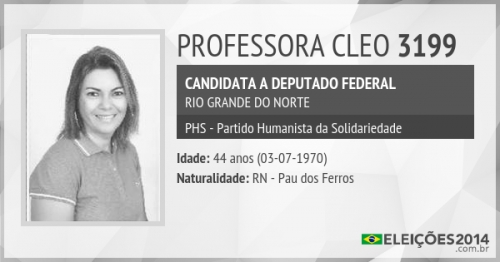 PROFESSORA CLEO 3199
CANDIDATA A DEPUTADO FEDERAL
RIO GRANDE DO NORTE
PHS - Partido Humanista da Solidariedade
Idade: 44 anos (03-07-1970)
Naturalidade: RN - Pau dos Ferros
ELEIÇÕES2014
.com.br